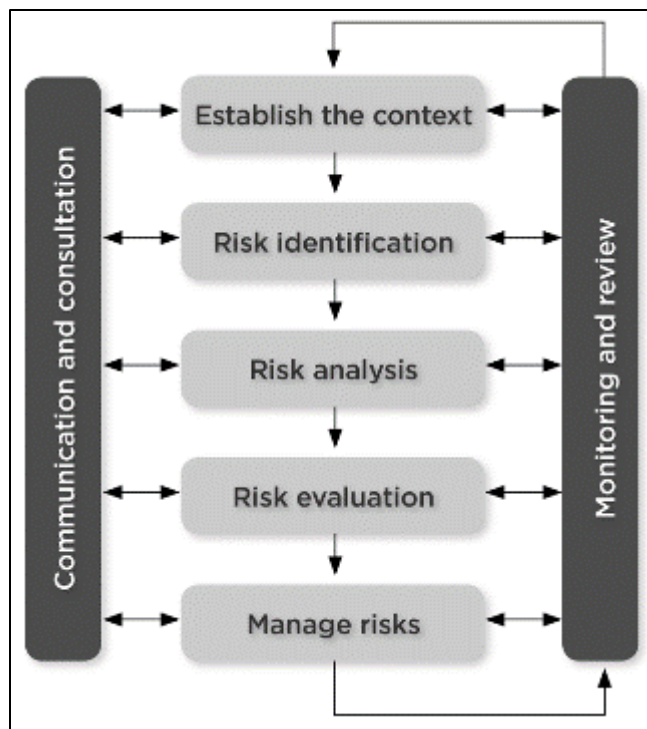 Communication and consultation
Establish the context
Risk identification
Risk analysis
Risk evaluation
Manage risks
Monitoring and review